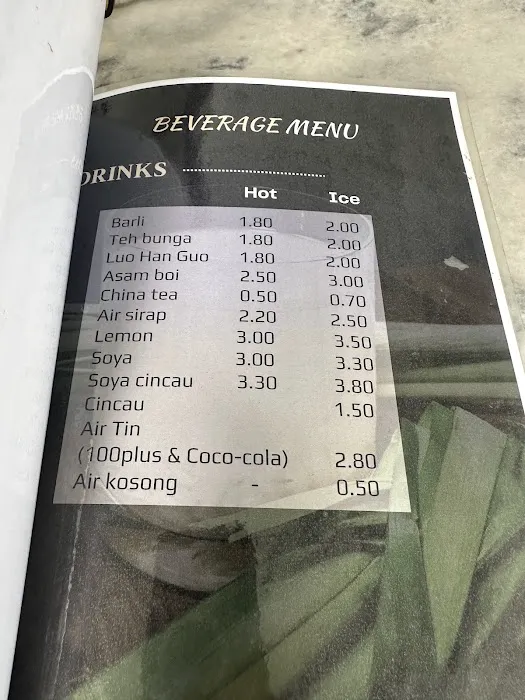 BEVERAGE MENU
DRINKS
Hot Ice
Barli 1.80 2.00
Teh bunga 1.80 2.00
Luo Han Guo 1.80 2.00
Asam boi 2.50 3.00
China tea 0.50 0.70
Air sirap 2.20 2.50
Lemon 3.00 3.50
Soya 3.00 3.30
Soya cincau 3.30 3.80
Cincau 1.50
Air Tin
(100plus & Coco-cola) 2.80
Air kosong - 0.50